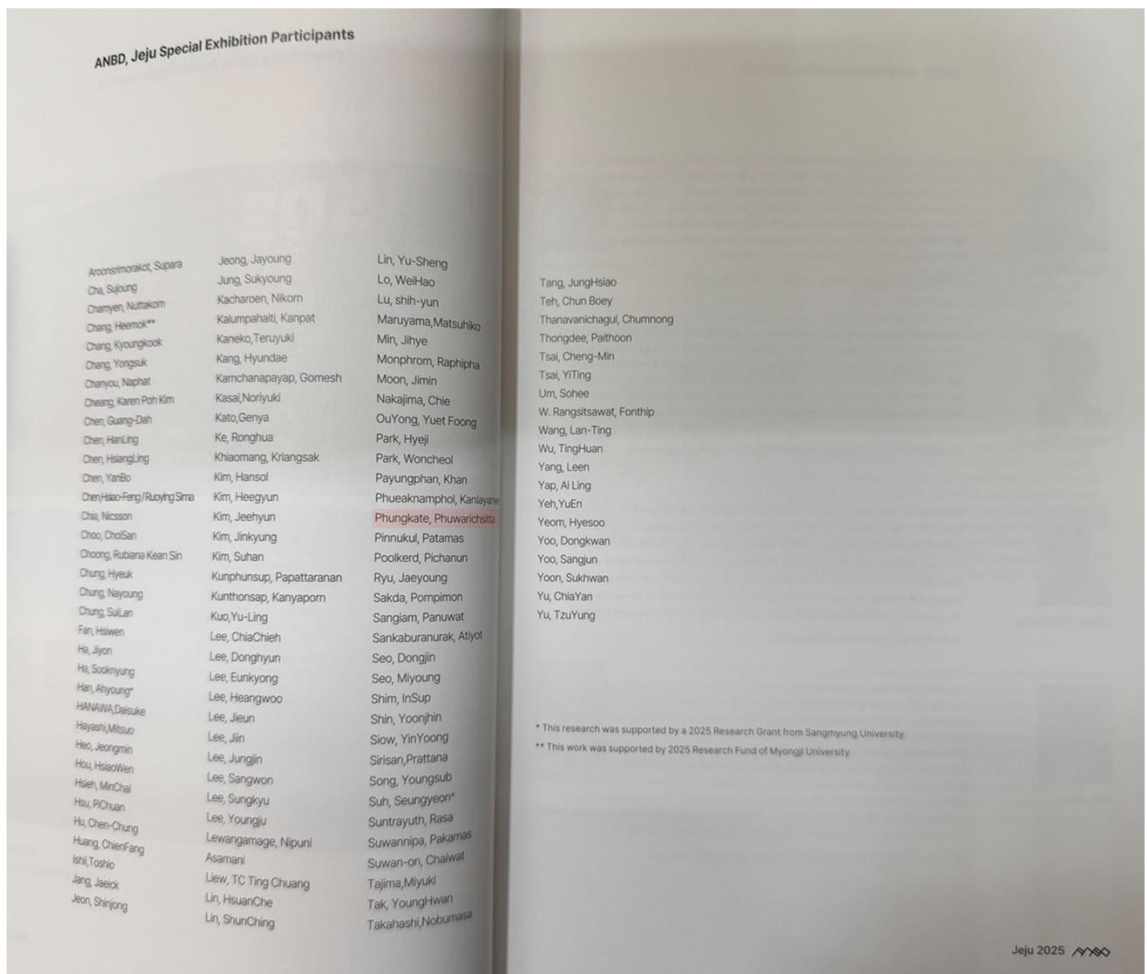 ANBD, Jeju Special Exhibition Participants
Aroonsrimorakot, Supara
Cha, Sujoung
Chamyen, Nuttakom
Chang, Heemok**
Chang, Kyoungkook
Chang, Yongsuk
Chanyou, Naphat
Cheang, Karen Poh Kim
Chen, Guang-Dah
Chen, HanLing
Chen, HsiangLing
Chen, YanBo
Chen,Hsiao-Feng / Ruoying Sima
Chia, Nicsson
Choo, ChoiSan
Choong, Rubiana Kean Sin
Chung, Hyeuk
Chung, Nayoung
Chung, SuiLan
Fan, Hsiwen
Ha, Jiyon
Ha, Sooknyung
Han, Ahyoung*
HANAWA,Daisuke
Hayashi,Mitsuo
Heo, Jeongmin
Hou, HsiaoWen
Hsieh, MinChai
Hsu, PiChuan
Hu, Chen-Chung
Huang, ChienFang
Ishi,Toshio
Jang, Jaeick
Jeon, Shinjong
Jeong, Jayoung
Jung, Sukyoung
Kacharoen, Nikorn
Kalumpahaiti, Kanpat
Kaneko,Teruyuki
Kang, Hyundae
Karnchanapayap, Gomesh
Kasai,Noriyuki
Kato,Genya
Ke, Ronghua
Khiaomang, Kriangsak
Kim, Hansol
Kim, Heegyun
Kim, Jeehyun
Kim, Jinkyung
Kim, Suhan
Kunphunsup, Papattaranan
Kunthonsap, Kanyaporn
Kuo,Yu-Ling
Lee, ChiaChieh
Lee, Donghyun
Lee, Eunkyong
Lee, Heangwoo
Lee, Jieun
Lee, Jiin
Lee, Jungjin
Lee, Sangwon
Lee, Sungkyu
Lee, Youngju
Lewangamage, Nipuni
Asamani
Liew, TC Ting Chuang
Lin, HsuanChe
Lin, ShunChing
Lin, Yu-Sheng
Lo, WeiHao
Lu, shih-yun
Maruyama,Matsuhiko
Min, Jihye
Monphrom, Raphipha
Moon, Jimin
Nakajima, Chie
OuYong, Yuet Foong
Park, Hyeji
Park, Woncheol
Payungphan, Khan
Phueaknamphol,
Phungkate, Phuwarichsitta
Pinnukul, Patamas
Poolkerd, Pichanun
Ryu, Jaeyoung
Sakda, Pornpimon
Sangiam, Panuwat
Sankaburanurak, Atiyot
Seo, Dongjin
Seo, Miyoung
Shim, InSup
Shin, Yoonjhin
Siow, YinYoong
Sirisan,Prattana
Song, Youngsub
Suh, Seungyeon*
Suntrayuth, Rasa
Suwannipa, Pakamas
Suwan-on, Chaiwat
Tajima,Miyuki
Tak, YoungHwan
Takahashi,Nobumasa
Tang, JungHsiao
Teh, Chun Boey
Thanavanichagul, Chumnong
Thongdee, Paithoon
Tsai, Cheng-Min
Tsai, YiTing
Um, Sohee
W. Rangsitsawat, Fonthip
Wang, Lan-Ting
Wu, TingHuan
Yang, Leen
Yap, Ai Ling
Yeh,YuEn
Yeom, Hyesoo
Yoo, Dongkwan
Yoo, Sangjun
Yoon, Sukhwan
Yu, ChiaYan
Yu, TzuYung
* This research was supported by a 2025 Research Grant from Sangmyung University
** This work was supported by 2025 Research Fund of Myongji University
Jeju 2025